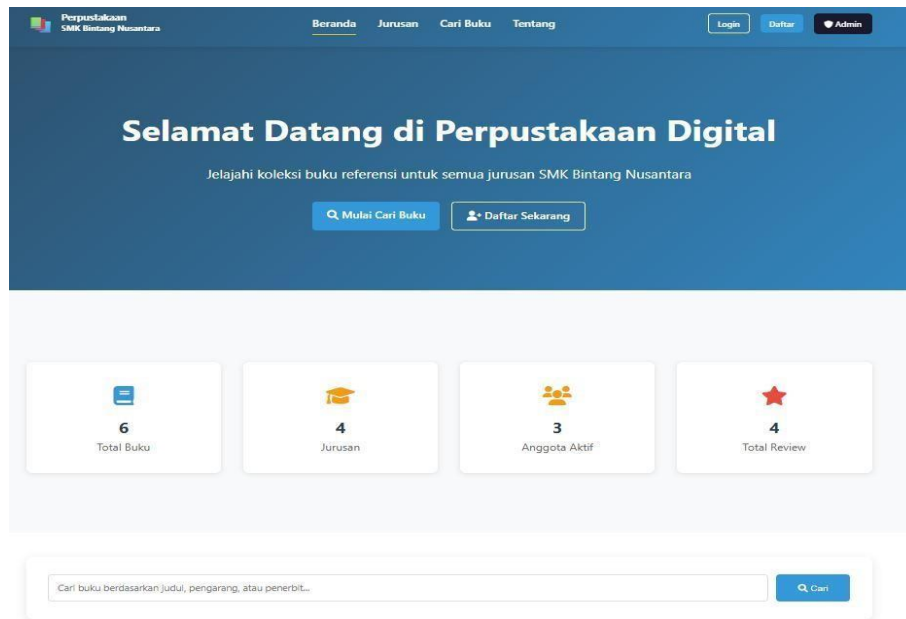 Perpustakaan
SMK Bintang Nusantara
Beranda Jurusan Cari Buku Tentang
Login Daftar Admin
Selamat Datang di Perpustakaan Digital
Jelajahi koleksi buku referensi untuk semua jurusan SMK Bintang Nusantara
Mulai Cari Buku Daftar Sekarang
6
Total Buku
4
Jurusan
3
Anggota Aktif
4
Total Review
Cari buku berdasarkan judul, pengarang, atau penerbit...
Cari